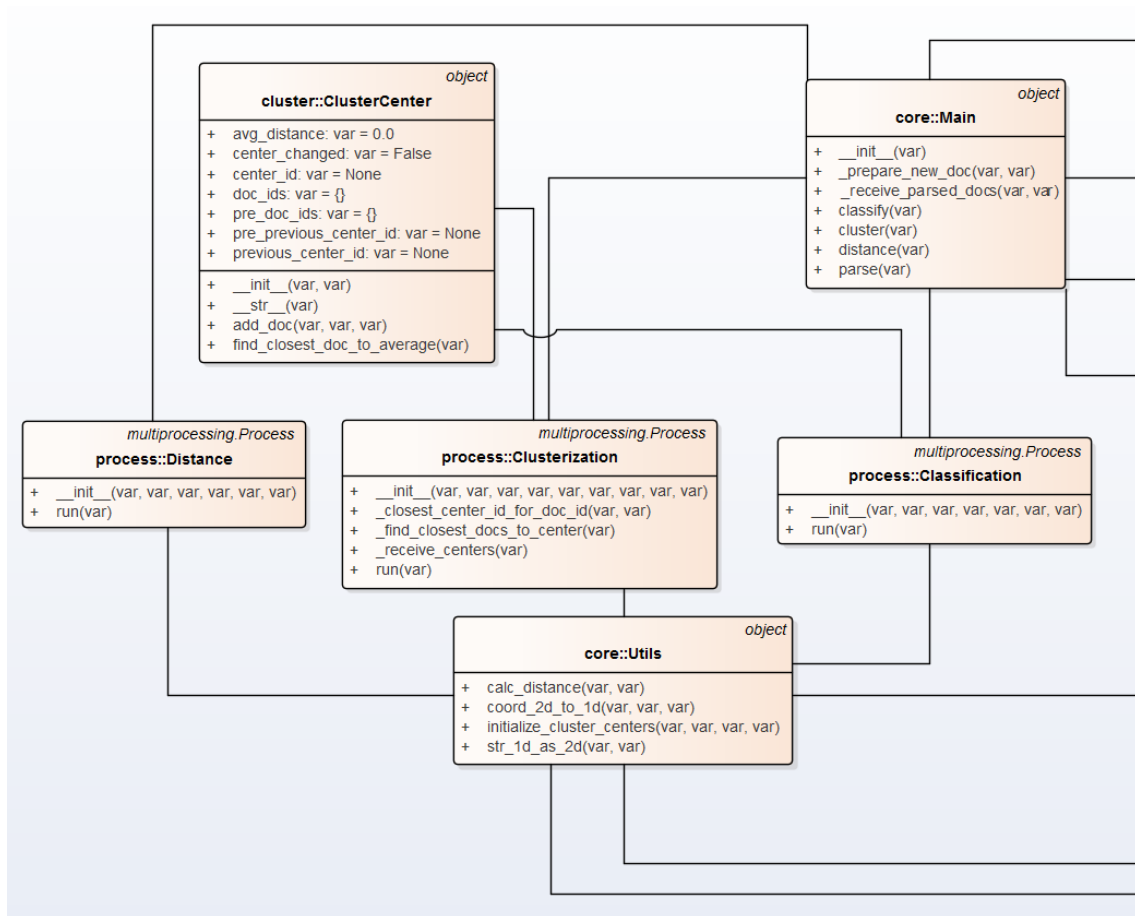 object
cluster::ClusterCenter
+ avg_distance: var = 0.0
+ center_changed: var = False
+ center_id: var = None
+ doc_ids: var = {}
+ pre_doc_ids: var = {}
+ pre_previous_center_id: var = None
+ previous_center_id: var = None
+ __init__(var, var)
+ __str__(var)
+ add_doc(var, var, var)
+ find_closest_doc_to_average(var)
object
core::Main
+ __init__(var)
+ _prepare_new_doc(var, var)
+ _receive_parsed_docs(var, var)
+ classify(var)
+ cluster(var)
+ distance(var)
+ parse(var)
multiprocessing.Process
process::Distance
+ __init__(var, var, var, var, var, var)
+ run(var)
multiprocessing.Process
process::Clusterization
+ __init__(var, var, var, var, var, var, var, var, var)
+ _closest_center_id_for_doc_id(var, var)
+ _find_closest_docs_to_center(var)
+ _receive_centers(var)
+ run(var)
multiprocessing.Process
process::Classification
+ __init__(var, var, var, var, var, var, var)
+ run(var)
object
core::Utils
+ calc_distance(var, var)
+ coord_2d_to_1d(var, var, var)
+ initialize_cluster_centers(var, var, var, var)
+ str_1d_as_2d(var, var)